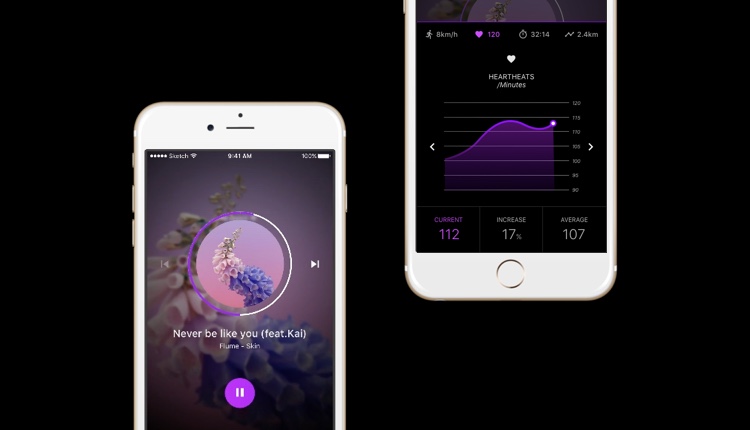 8km/h 120 32:14 2.4km
HEARTHEATS
/Minutes
120
115
110
105
100
95
90
CURRENT INCREASE AVERAGE
112 17% 107
Sketch 9:41 AM 100%
Never be like you (feat.Kai)
Flume - Skin